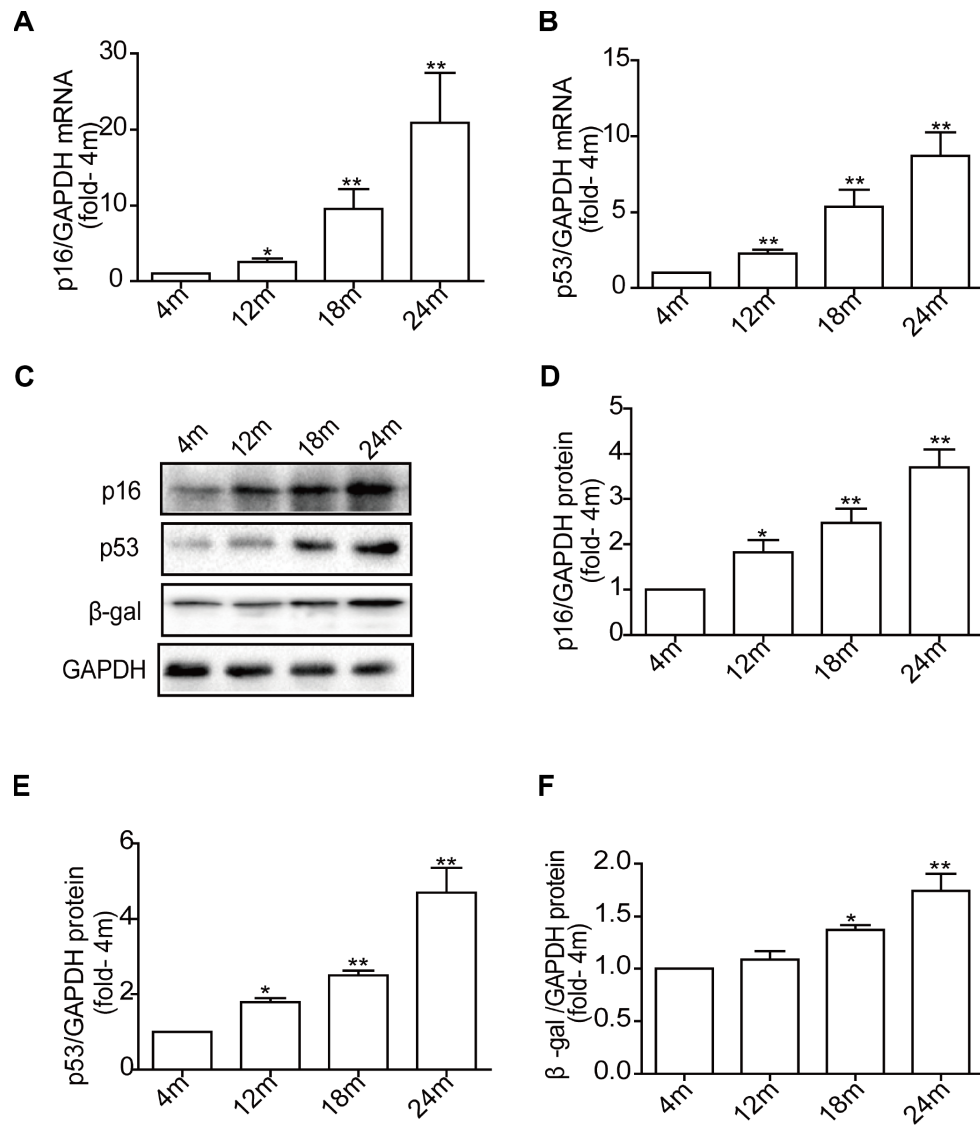 A
p16/GAPDH mRNA
(fold- 4m)
30
20
10
0
*
**
**
4m
12m
18m
24m
B
p53/GAPDH mRNA
(fold- 4m)
15
10
5
0
**
**
**
4m
12m
18m
24m
C
4m
12m
18m
24m
p16
p53
β-gal
GAPDH
D
p16/GAPDH protein
(fold- 4m)
5
4
3
2
1
0
*
**
**
4m
12m
18m
24m
E
p53/GAPDH protein
(fold- 4m)
6
4
2
0
*
**
**
4m
12m
18m
24m
F
β -gal /GAPDH protein
(fold- 4m)
2.0
1.5
1.0
0.5
0.0
*
**
4m
12m
18m
24m